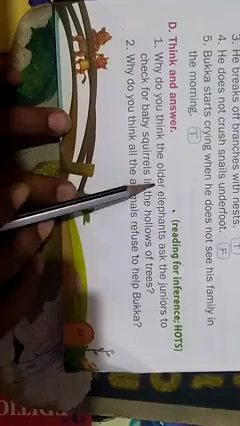 3. He breaks off branches with nests. T
4. He does not crush snails underfoot. F
5. Bukka starts crying when he does not see his family in
the morning. T
D. Think and answer. (reading for inference; HOTS)
1. Why do you think the older elephants ask the juniors to
check for baby squirrels in the hollows of trees?
2. Why do you think all the animals refuse to help Bukka?